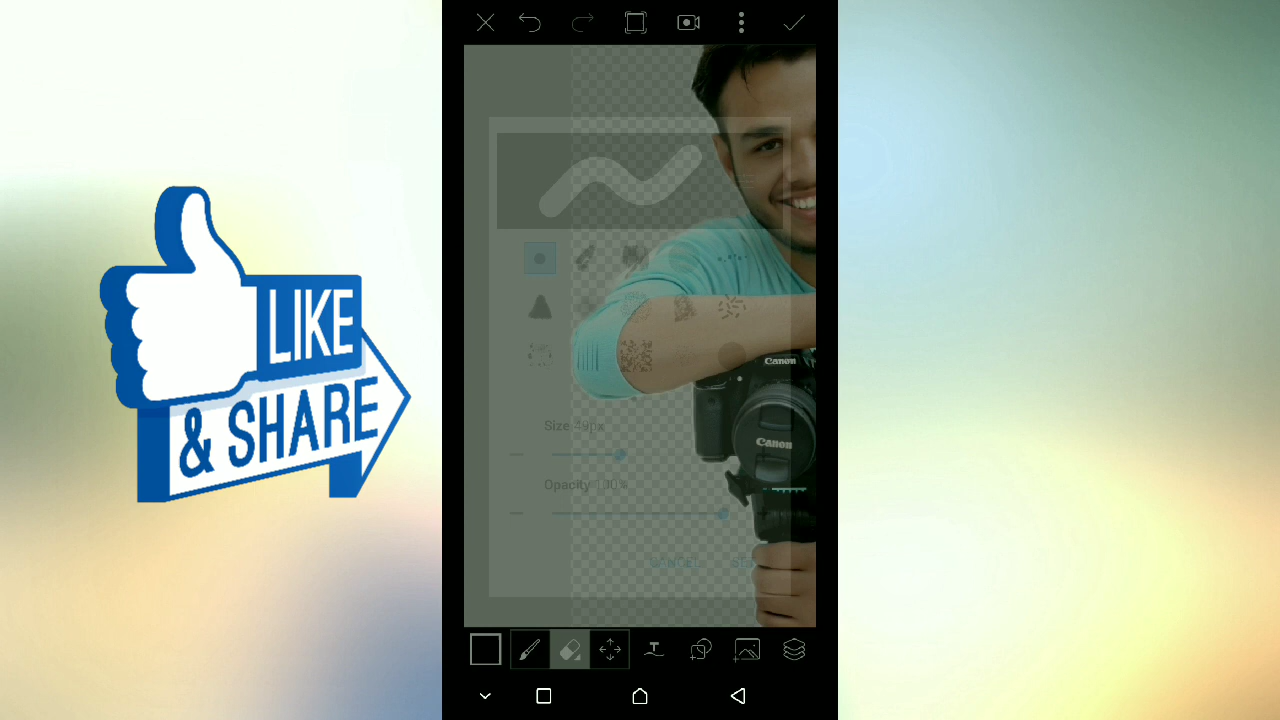 LIKE
& SHARE
Size 49px
Opacity 100%
CANCEL
Canon
Canon